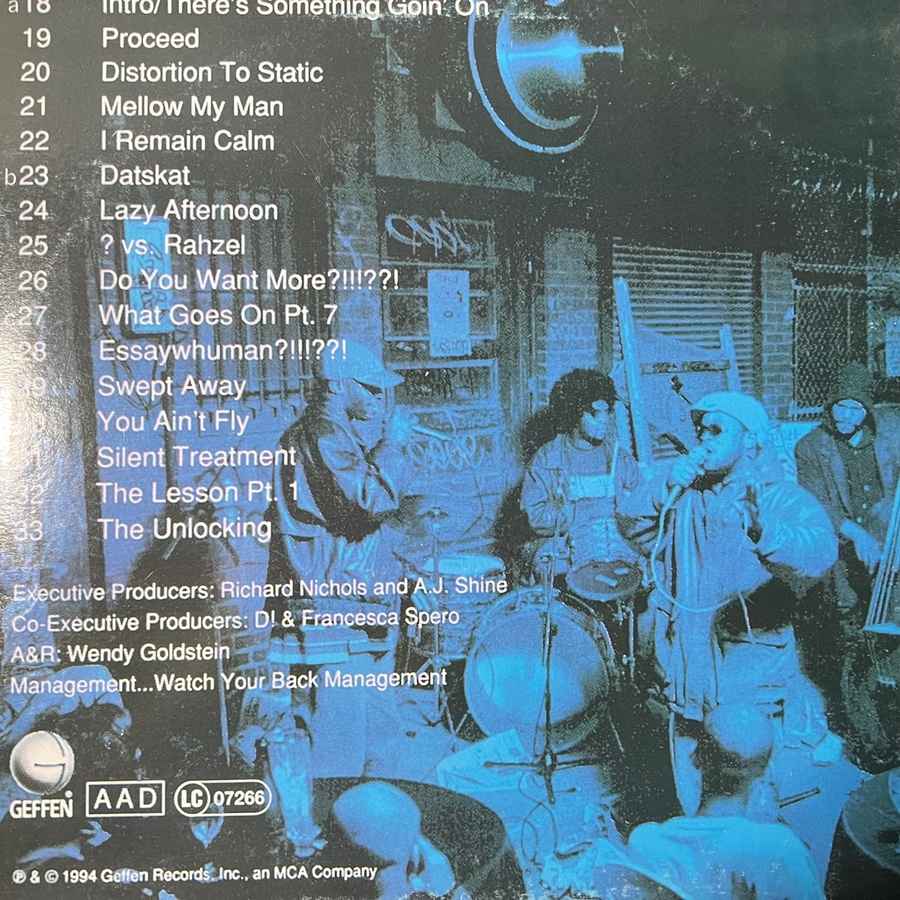 a18 Intro/There's Something Goin' On
19 Proceed
20 Distortion To Static
21 Mellow My Man
22 I Remain Calm
b23 Datskat
24 Lazy Afternoon
25 ? vs. Rahzel
26 Do You Want More?!!!??!
27 What Goes On Pt. 7
28 Essaywhuman?!!!??!
Swept Away
You Ain't Fly
Silent Treatment
32 The Lesson Pt. 1
33 The Unlocking
Executive Producers: Richard Nichols and A.J. Shine
Co-Executive Producers: D! & Francesca Spero
A&R: Wendy Goldstein
Management...Watch Your Back Management
GEFFEN®
AAD
LC 07266
℗ & © 1994 Geffen Records, Inc., an MCA Company